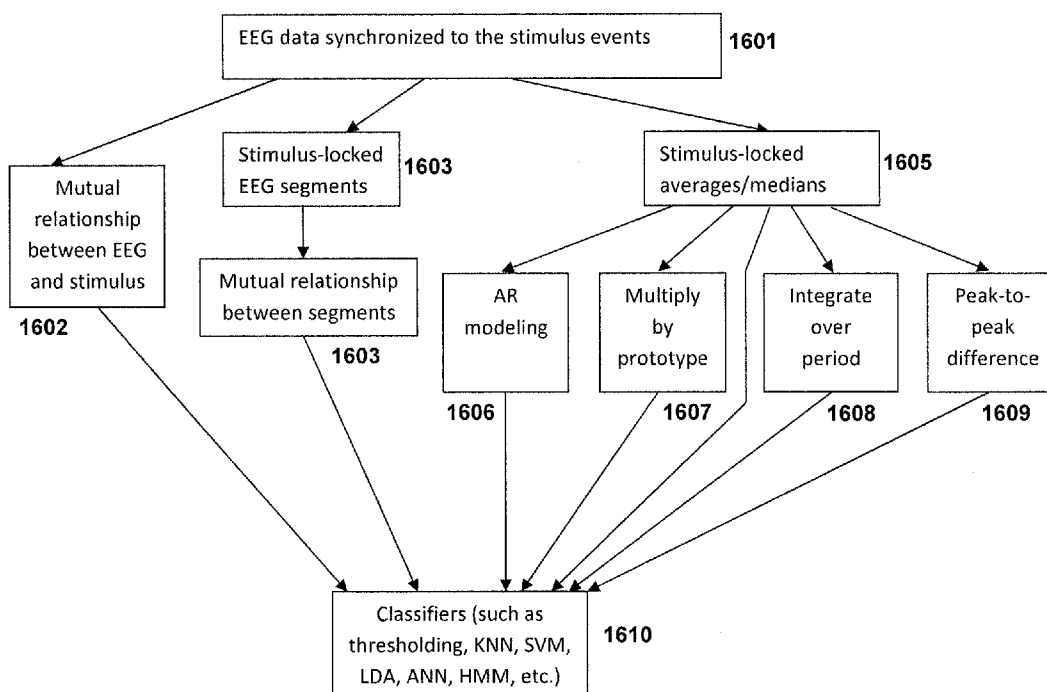 EEG data synchronized to the stimulus events
1601
Mutual
relationship
between EEG
and stimulus
1602
Stimulus-locked
EEG segments
1603
Mutual relationship
between segments
1603
Stimulus-locked
averages/medians
1605
AR
modeling
1606
Multiply
by
prototype
1607
Integrate
over
period
1608
Peak-to-
peak
difference
1609
Classifiers (such as
thresholding, KNN, SVM,
LDA, ANN, HMM, etc.)
1610